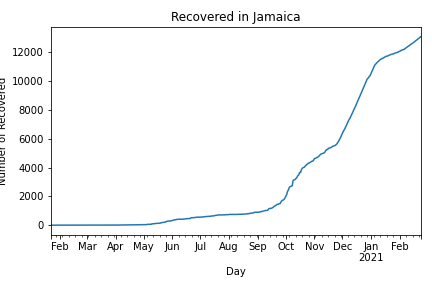 Recovered in Jamaica
Number of Recovered
12000
10000
8000
6000
4000
2000
0
Feb Mar Apr May Jun Jul Aug Sep Oct Nov Dec Jan Feb
2021
Day